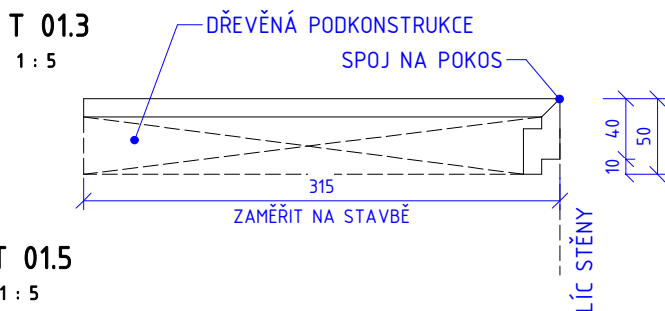 T 01.3
1 : 5
DŘEVĚNÁ PODKONSTRUKCE
SPOJ NA POKOS
40
50
10
315
ZAMĚŘIT NA STAVBĚ
LÍC STĚNY
T 01.5
1 : 5